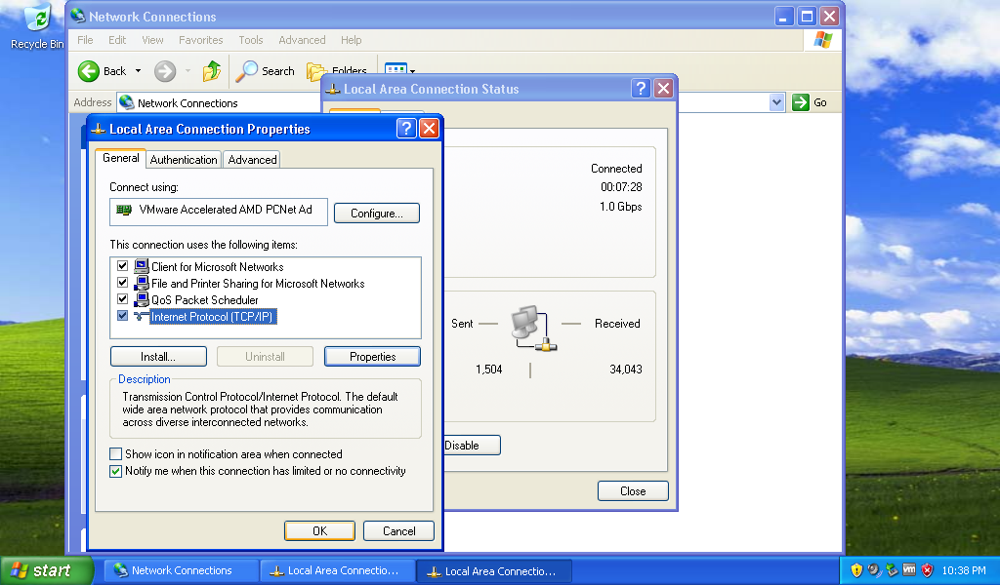 Recycle Bin
Network Connections
File Edit View Favorites Tools Advanced Help
Back Search Folders
Address Network Connections Go
Local Area Connection Status
Connected
00:07:28
1.0 Gbps
Sent Received
1,504 34,043
Disable
Close
Local Area Connection Properties
General Authentication Advanced
Connect using:
VMware Accelerated AMD PCNet Ad
Configure...
This connection uses the following items:
Client for Microsoft Networks
File and Printer Sharing for Microsoft Networks
QoS Packet Scheduler
Internet Protocol (TCP/IP)
Install... Uninstall Properties
Description
Transmission Control Protocol/Internet Protocol. The default
wide area network protocol that provides communication
across diverse interconnected networks.
Show icon in notification area when connected
Notify me when this connection has limited or no connectivity
OK Cancel
start Network Connections Local Area Connectio... Local Area Connectio... vm 10:38 PM